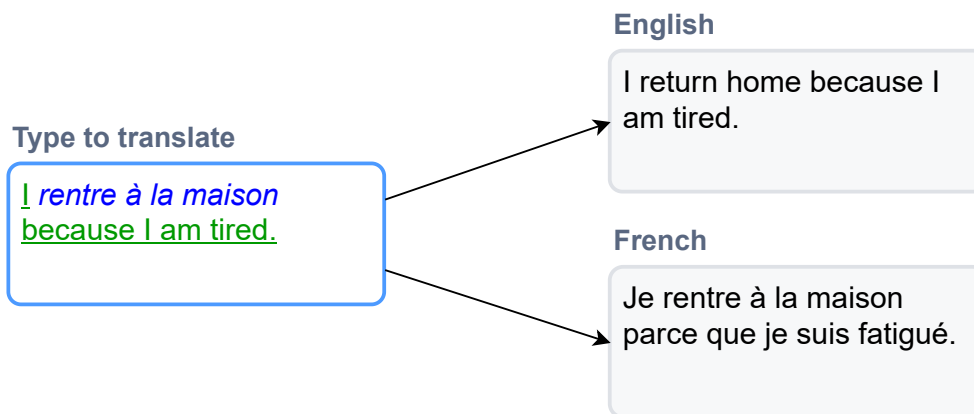 Type to translate
I rentre à la maison
because I am tired.
English
I return home because I
am tired.
French
Je rentre à la maison
parce que je suis fatigué.